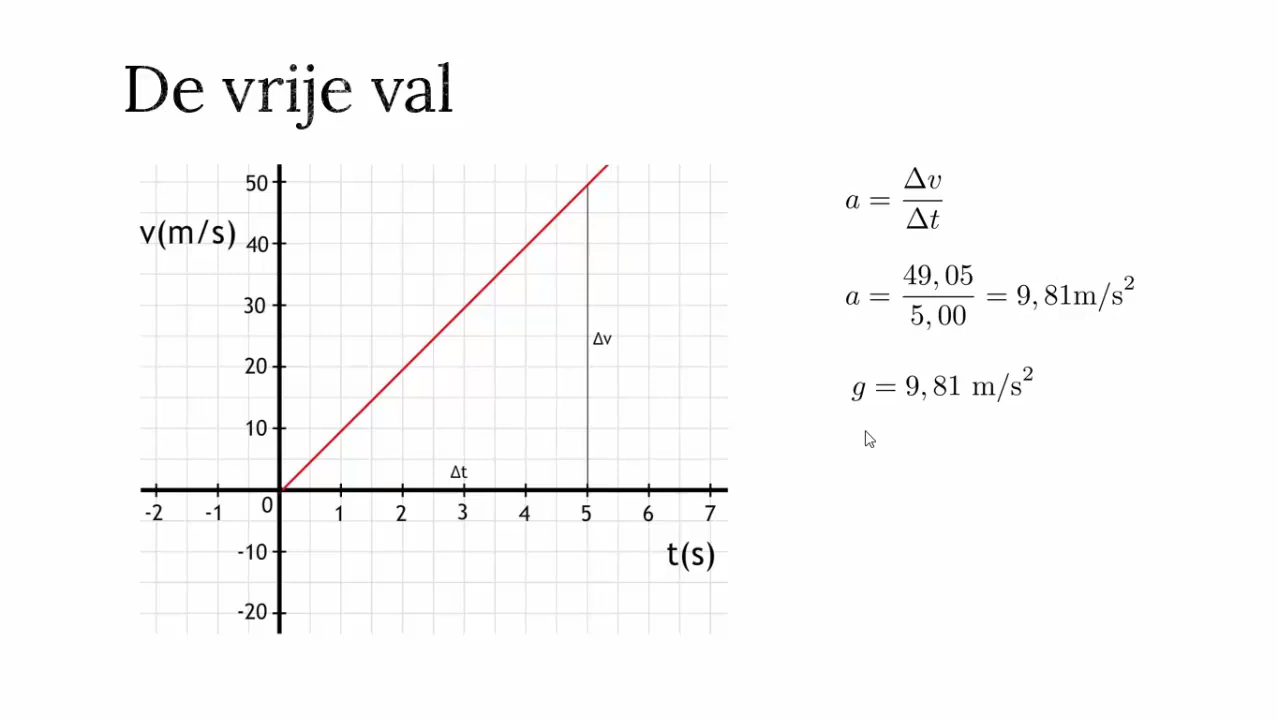 De vrije val
50
v(m/s)
40
30
20
10
0
-2 -1 1 2 3 4 5 6 7
-10
-20
t(s)
Δv
Δt
a = Δv/Δt
a = 49,05/5,00 = 9,81m/s²
g = 9,81 m/s²